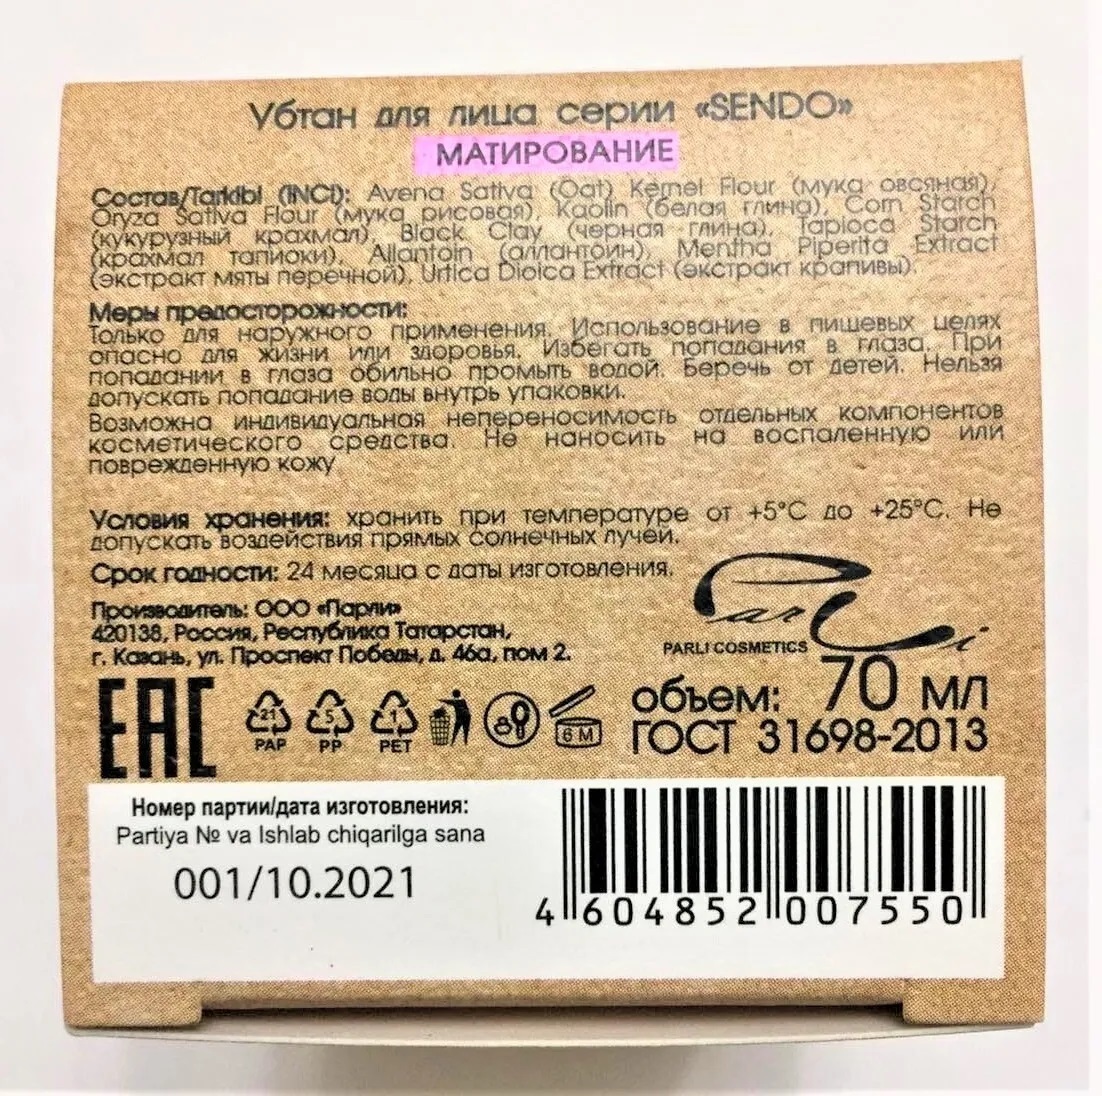 Убтан для лица серии «SENDO»
МАТИРОВАНИЕ
Состав/Tarkibi (INCI): Avena Sativa (Oat) Kernel Flour (мука овсяная),
Oryza Sativa Flour (мука рисовая), Kaolin (белая глина), Corn Starch
(кукурузный крахмал), Black Clay (черная глина), Tapioca Starch
(крахмал тапиоки), Allantoin (аллантоин), Mentha Piperita Extract
(экстракт мяты перечной), Urtica Dioica Extract (экстракт крапивы).
Меры предосторожности:
Только для наружного применения. Использование в пищевых целях
опасно для жизни или здоровья. Избегать попадания в глаза. При
попадании в глаза обильно промыть водой. Беречь от детей. Нельзя
допускать попадание воды внутрь упаковки.
Возможна индивидуальная непереносимость отдельных компонентов
косметического средства. Не наносить на воспаленную или
поврежденную кожу
Условия хранения: хранить при температуре от +5°C до +25°C. Не
допускать воздействия прямых солнечных лучей.
Срок годности: 24 месяца с даты изготовления.
Производитель: ООО «Парли»
420138, Россия, Республика Татарстан,
г. Казань, ул. Проспект Победы, д. 46а, пом 2.
Parli
PARLI COSMETICS
EAC
21 PAP
5 PP
1 PET
6 M
объем: 70 мл
ГОСТ 31698-2013
Номер партии/дата изготовления:
Partiya № va Ishlab chiqarilga sana
001/10.2021
4 604852 007550